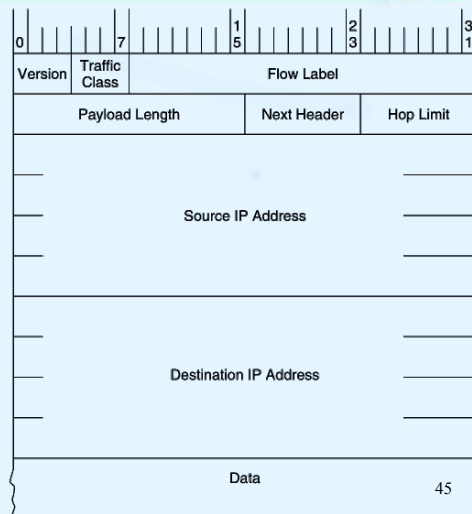 0 7 1 5 2 3 3 1
Version Traffic Class Flow Label
Payload Length Next Header Hop Limit
Source IP Address
Destination IP Address
Data
45